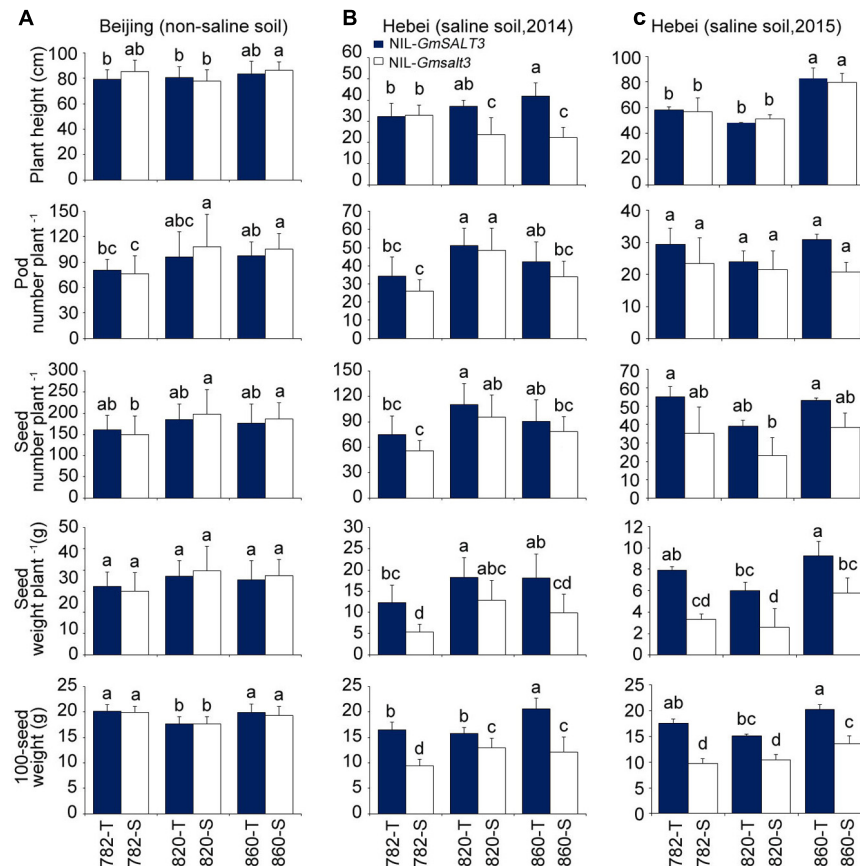 A
Beijing (non-saline soil)
Plant height (cm)
100
80
60
40
20
0
b ab b b ab a
Pod
number plant ⁻¹
150
120
90
60
30
0
bc c abc a ab a
Seed
number plant ⁻¹
300
250
200
150
100
50
0
ab b ab a ab a
Seed
weight plant ⁻¹(g)
50
40
30
20
10
0
a a a a a a
100-seed
weight (g)
25
20
15
10
5
0
a a b b a a
782-T
782-S
820-T
820-S
860-T
860-S
B
Hebei (saline soil,2014)
NIL-GmSALT3
NIL-Gmsalt3
60
50
40
30
20
10
0
b b ab c a c
70
60
50
40
30
20
10
0
bc c a a ab bc
150
120
90
60
30
0
bc c a ab ab bc
30
25
20
15
10
5
0
bc d a abc ab cd
25
20
15
10
5
0
b d b c a c
782-T
782-S
820-T
820-S
860-T
860-S
C
Hebei (saline soil,2015)
100
80
60
40
20
0
b b b b a a
40
30
20
10
0
a a a a a a
70
60
50
40
30
20
10
0
a ab ab b a ab
12
10
8
6
4
2
0
ab cd bc d a bc
25
20
15
10
5
0
ab d bc d a c
782-T
782-S
820-T
820-S
860-T
860-S